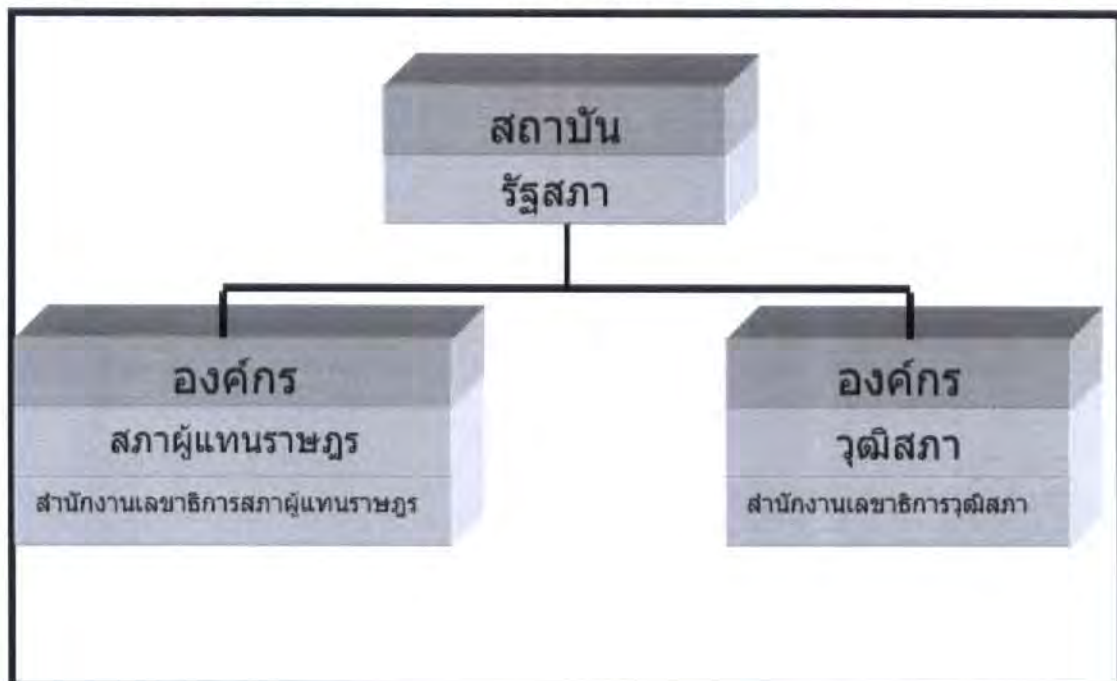 สถาบัน
รัฐสภา
องค์กร
สภาผู้แทนราษฎร
สำนักงานเลขาธิการสภาผู้แทนราษฎร
องค์กร
วุฒิสภา
สำนักงานเลขาธิการวุฒิสภา